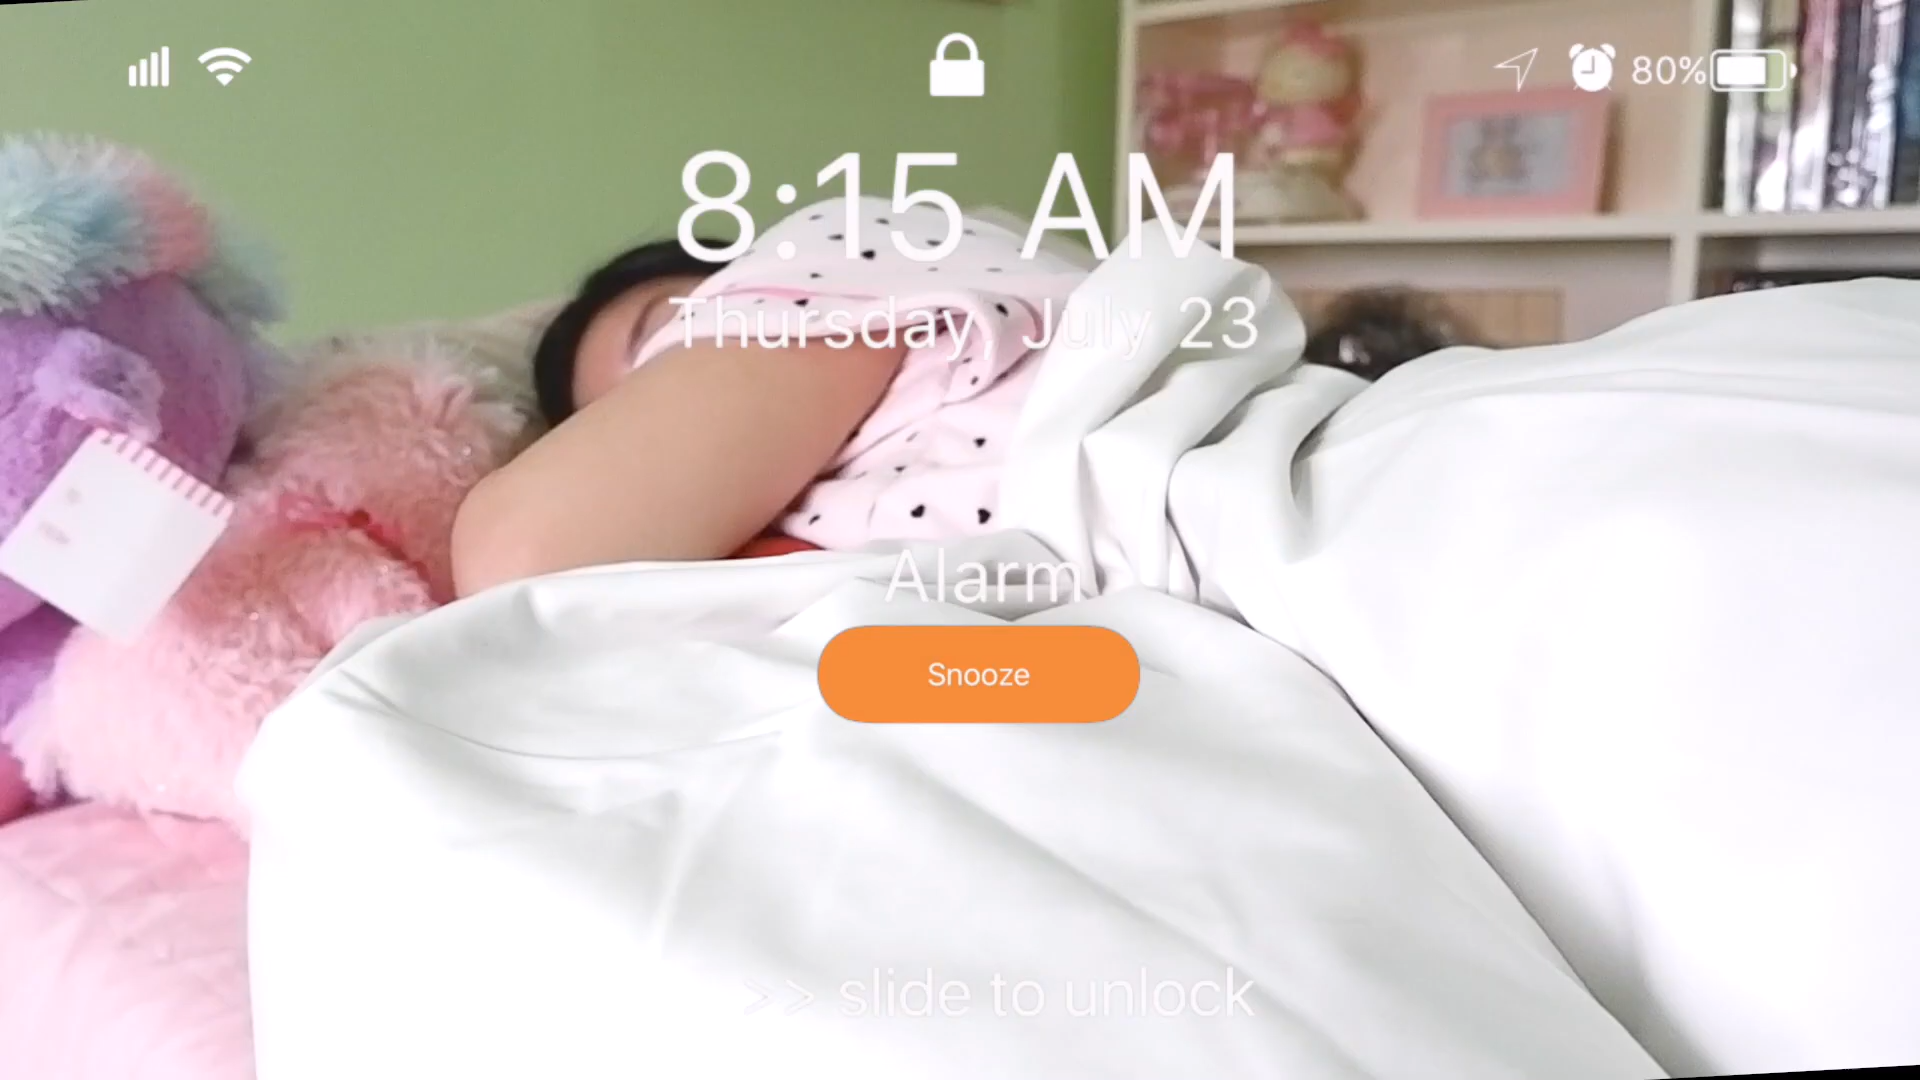 80%
8:15 AM
Thursday, July 23
Alarm
Snooze
>> slide to unlock